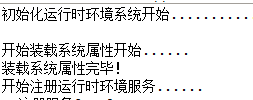 初始化运行时环境系统开始..........
开始装载系统属性开始......
装载系统属性完毕!
开始注册运行时环境服务......